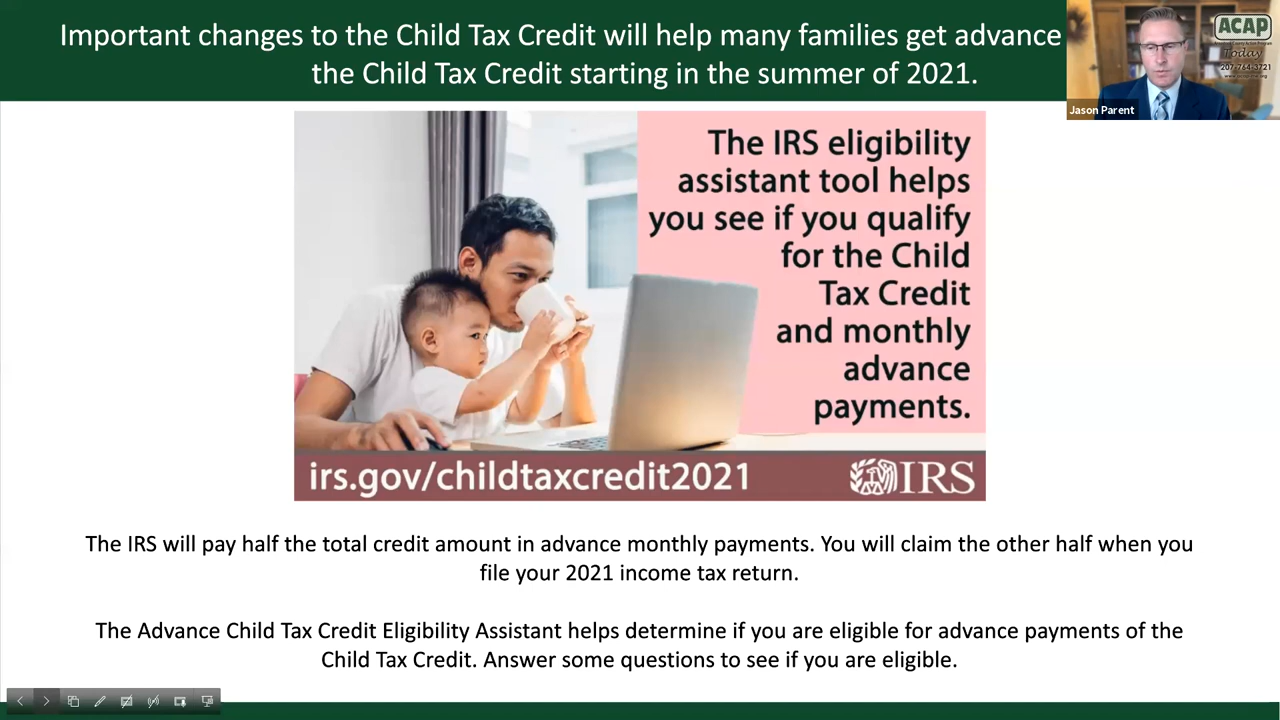 Important changes to the Child Tax Credit will help many families get advance
the Child Tax Credit starting in the summer of 2021.
ACAP
Today
Jason Parent
The IRS eligibility
assistant tool helps
you see if you qualify
for the Child
Tax Credit
and monthly
advance
payments.
irs.gov/childtaxcredit2021
IRS
The IRS will pay half the total credit amount in advance monthly payments. You will claim the other half when you
file your 2021 income tax return.
The Advance Child Tax Credit Eligibility Assistant helps determine if you are eligible for advance payments of the
Child Tax Credit. Answer some questions to see if you are eligible.